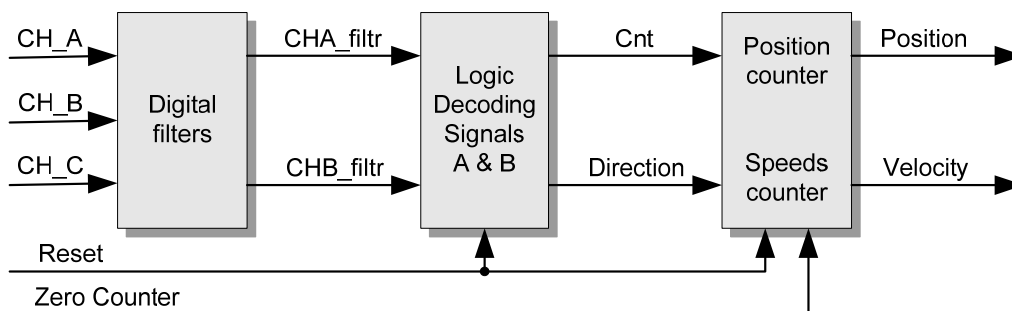 CH_A
CH_B
CH_C
Digital
filters
CHA_filtr
CHB_filtr
Logic
Decoding
Signals
A & B
Cnt
Direction
Position
counter
Speeds
counter
Position
Velocity
Reset
Zero Counter